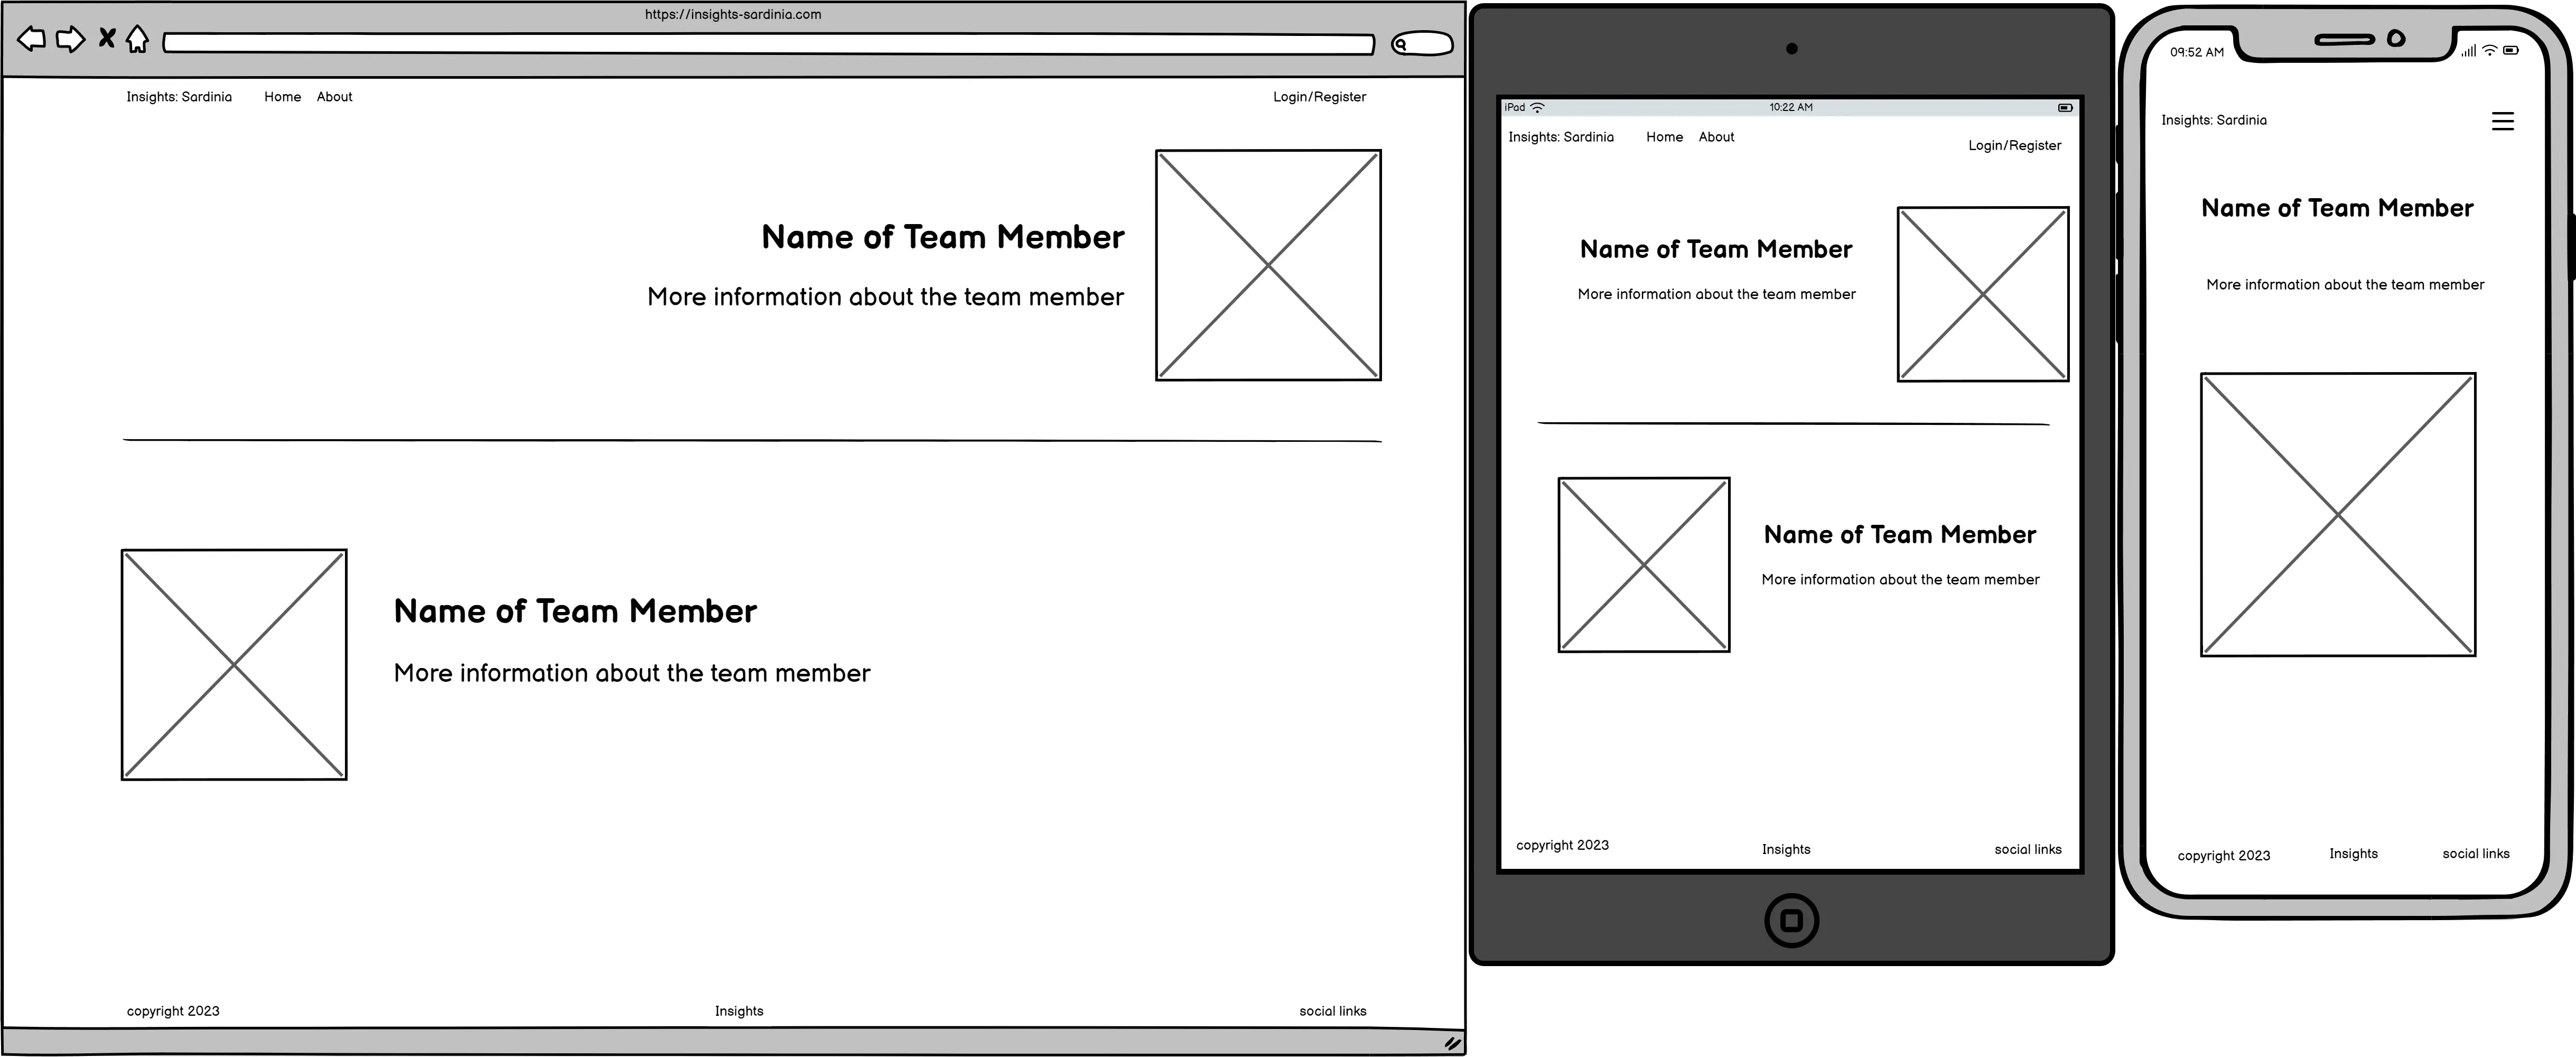 https://insights-sardinia.com
Insights: Sardinia Home About Login/Register
Name of Team Member
More information about the team member
Name of Team Member
More information about the team member
copyright 2023 Insights social links
iPad 10:22 AM
Insights: Sardinia Home About Login/Register
Name of Team Member
More information about the team member
Name of Team Member
More information about the team member
copyright 2023 Insights social links
09:52 AM
Insights: Sardinia
Name of Team Member
More information about the team member
copyright 2023 Insights social links